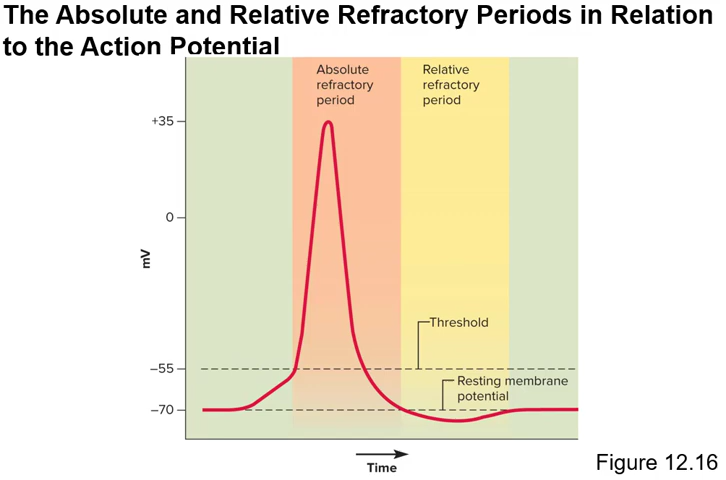 The Absolute and Relative Refractory Periods in Relation
to the Action Potential
Absolute
refractory
period
Relative
refractory
period
+35
0
mV
Threshold
–55
Resting membrane
potential
–70
Time
Figure 12.16